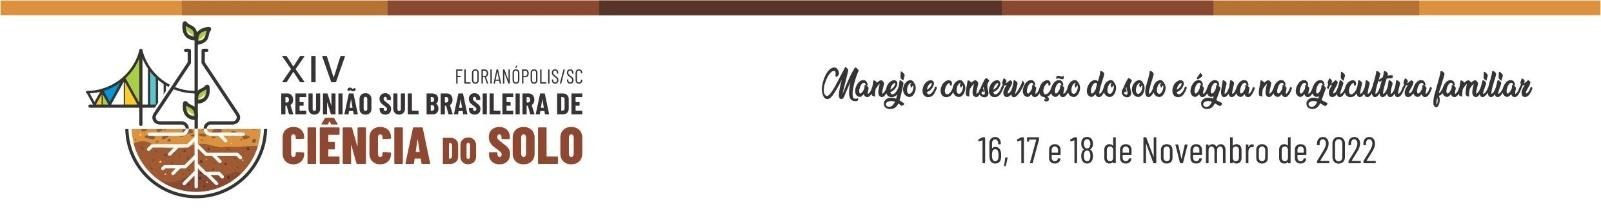 XIV
FLORIANÓPOLIS/SC
REUNIÃO SUL BRASILEIRA DE
CIÊNCIA DO SOLO
Manejo e conservação do solo e água na agricultura familiar
16, 17 e 18 de Novembro de 2022